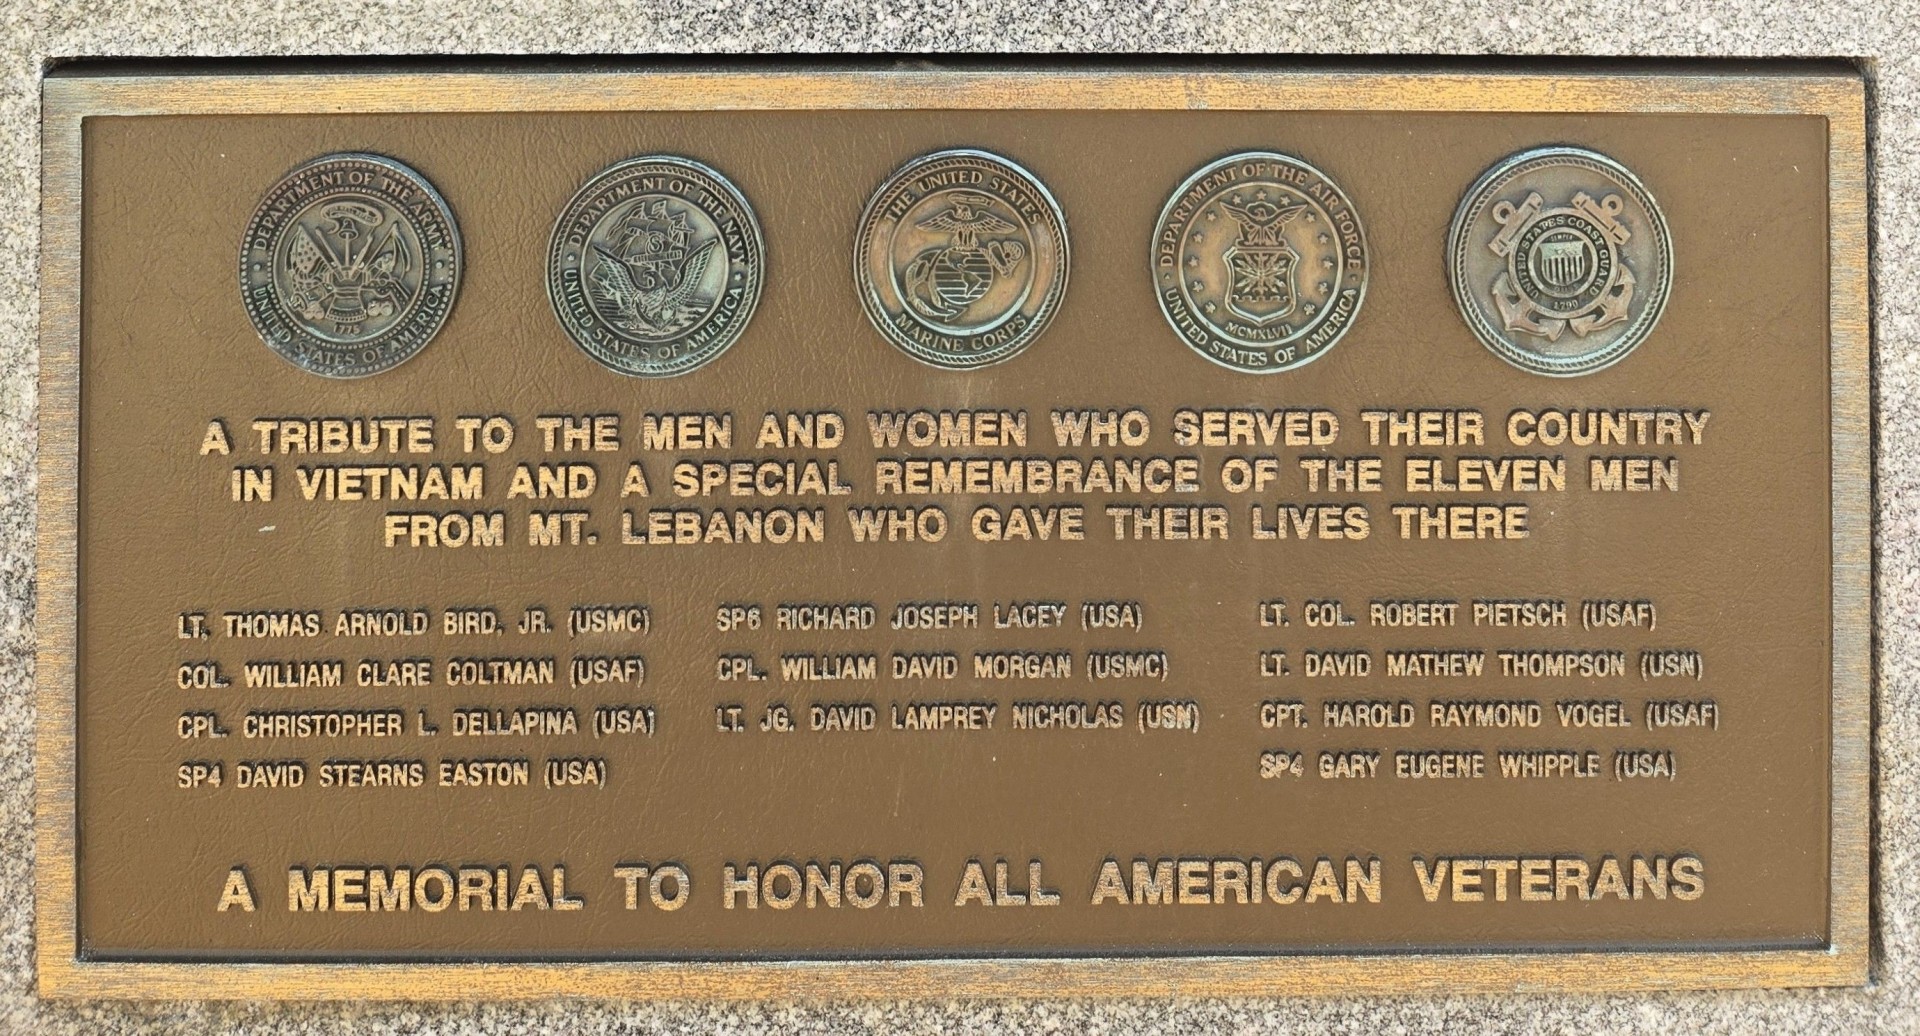 DEPARTMENT OF THE ARMY
UNITED STATES OF AMERICA
1775
DEPARTMENT OF THE NAVY
UNITED STATES OF AMERICA
THE UNITED STATES
MARINE CORPS
DEPARTMENT OF THE AIR FORCE
MCMXLVII
UNITED STATES OF AMERICA
UNITED STATES COAST GUARD
1790
A TRIBUTE TO THE MEN AND WOMEN WHO SERVED THEIR COUNTRY
IN VIETNAM AND A SPECIAL REMEMBRANCE OF THE ELEVEN MEN
FROM MT. LEBANON WHO GAVE THEIR LIVES THERE
LT. THOMAS ARNOLD BIRD, JR. (USMC)
COL. WILLIAM CLARE COLTMAN (USAF)
CPL. CHRISTOPHER L. DELLAPINA (USA)
SP4 DAVID STEARNS EASTON (USA)
SP6 RICHARD JOSEPH LACEY (USA)
CPL. WILLIAM DAVID MORGAN (USMC)
LT. JG. DAVID LAMPREY NICHOLAS (USN)
LT. COL. ROBERT PIETSCH (USAF)
LT. DAVID MATHEW THOMPSON (USN)
CPT. HAROLD RAYMOND VOGEL (USAF)
SP4 GARY EUGENE WHIPPLE (USA)
A MEMORIAL TO HONOR ALL AMERICAN VETERANS